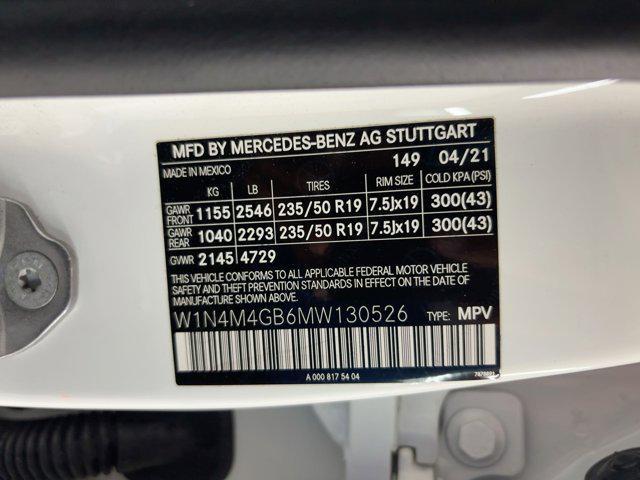 MFD BY MERCEDES-BENZ AG STUTTGART
MADE IN MEXICO 149 04/21
KG LB TIRES RIM SIZE COLD KPA(PSI)
GAWR FRONT 1155 2546 235/50 R19 7.5Jx19 300(43)
GAWR REAR 1040 2293 235/50 R19 7.5Jx19 300(43)
GVWR 2145 4729
THIS VEHICLE CONFORMS TO ALL APPLICABLE FEDERAL MOTOR VEHICLE
SAFETY, BUMPER AND THEFT PREVENTION STANDARDS IN EFFECT ON THE DATE
OF MANUFACTURE SHOWN ABOVE.
W1N4M4GB6MW130526 TYPE: MPV
A 000 817 54 04